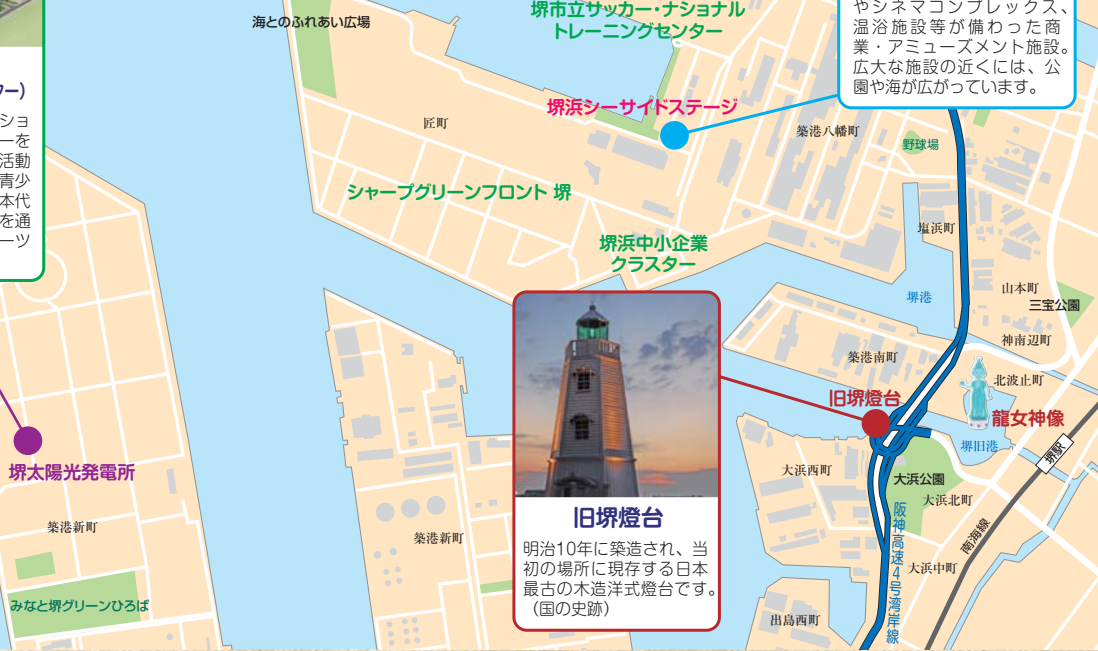 海とのふれあい広場
堺市立サッカー・ナショナル
トレーニングセンター
やシネマコンプレックス、
温浴施設等が備わった商
業・アミューズメント施設。
広大な施設の近くには、公
園や海が広がっています。
ー)
ショ
ーを
活動
青少
本代
を通
ーツ
匠町
堺浜シーサイドステージ
築港八幡町
野球場
シャープグリーンフロント 堺
堺浜中小企業
クラスター
塩浜町
堺港
山本町
三宝公園
神南辺町
築港南町
北波止町
旧堺燈台
龍女神像
堺旧港
堺駅
大浜西町
大浜公園
大浜北町
阪神高速4号湾岸線
南海線
大浜中町
出島西町
旧堺燈台
明治10年に築造され、当
初の場所に現存する日本
最古の木造洋式燈台です。
(国の史跡)
堺太陽光発電所
築港新町
みなと堺グリーンひろば
築港新町